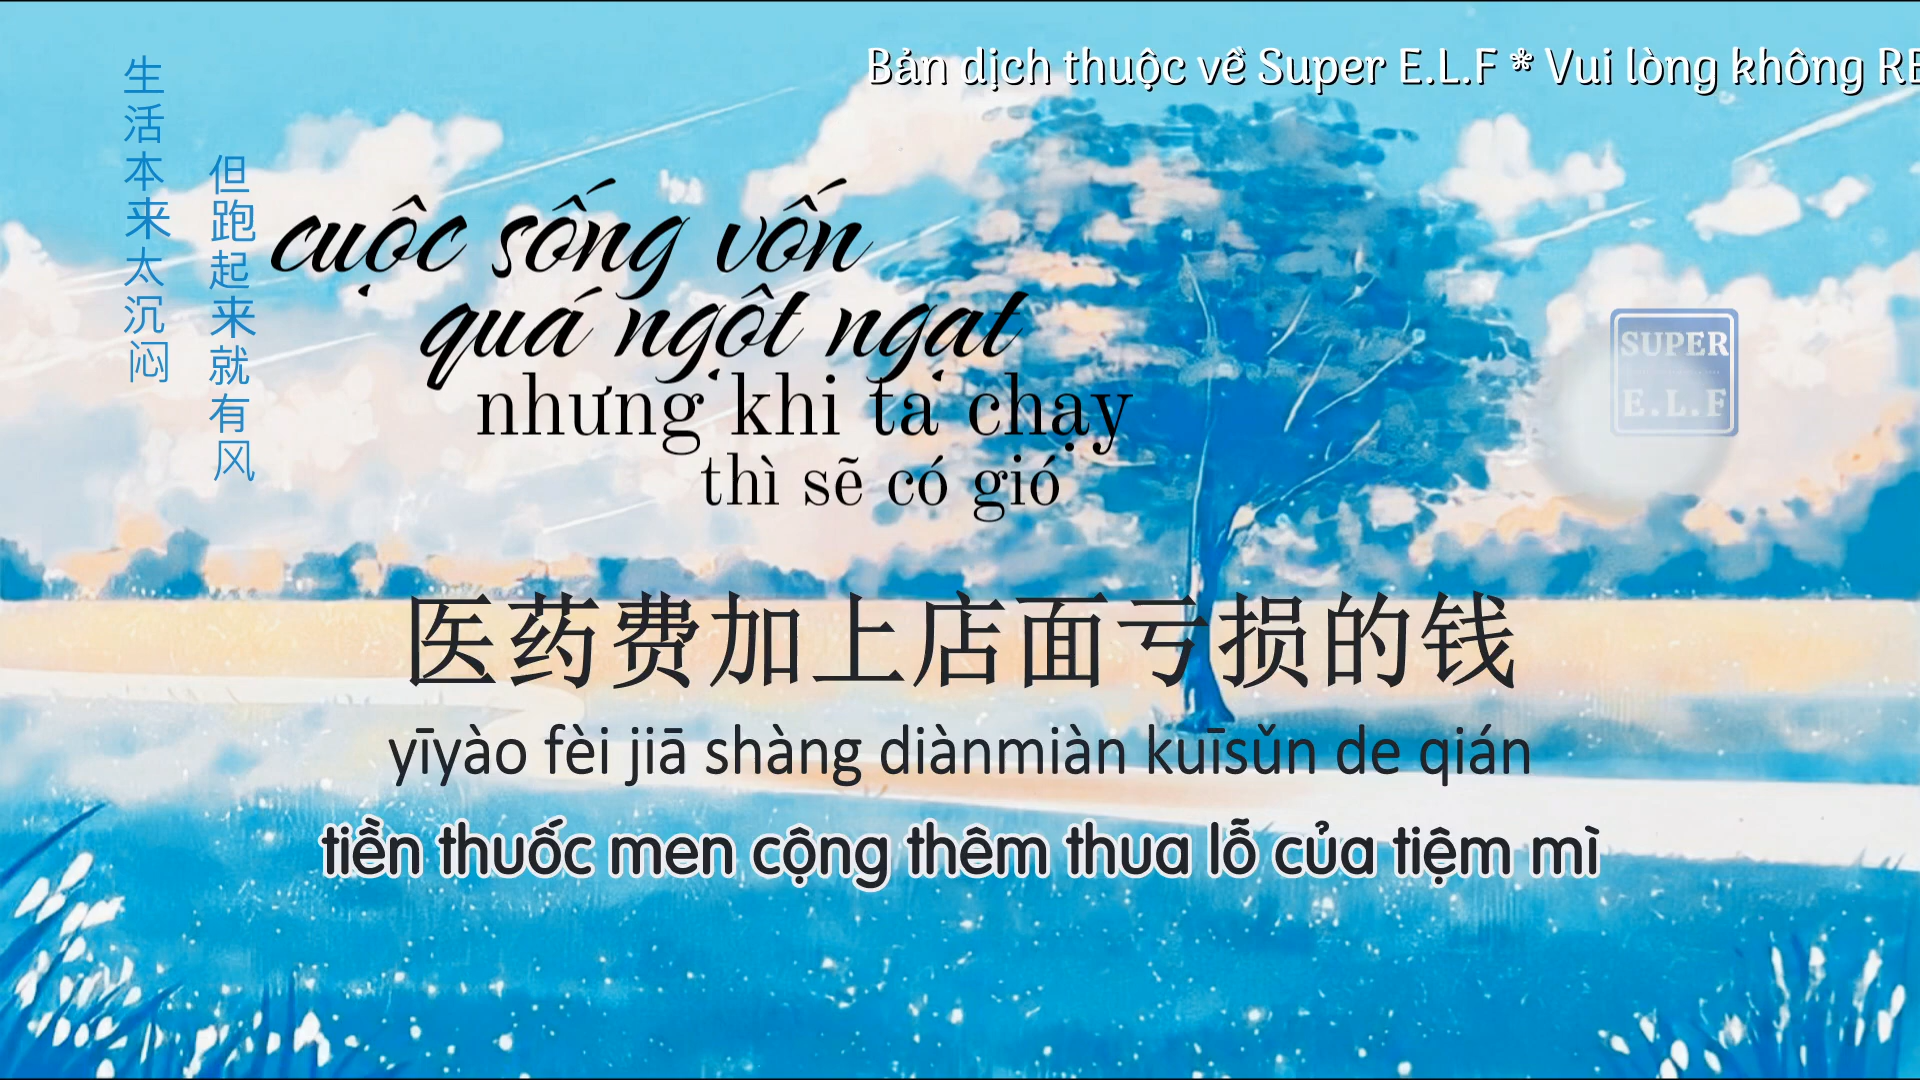 Bản dịch thuộc về Super E.L.F * Vui lòng không RE
生活本来太沉闷
但跑起来就有风
cuộc sống vốn
quá ngột ngạt
nhưng khi ta chạy
thì sẽ có gió
SUPER
E.L.F
医药费加上店面亏损的钱
yīyào fèi jiā shàng diànmiàn kuīsǔn de qián
tiền thuốc men cộng thêm thua lỗ của tiệm mì